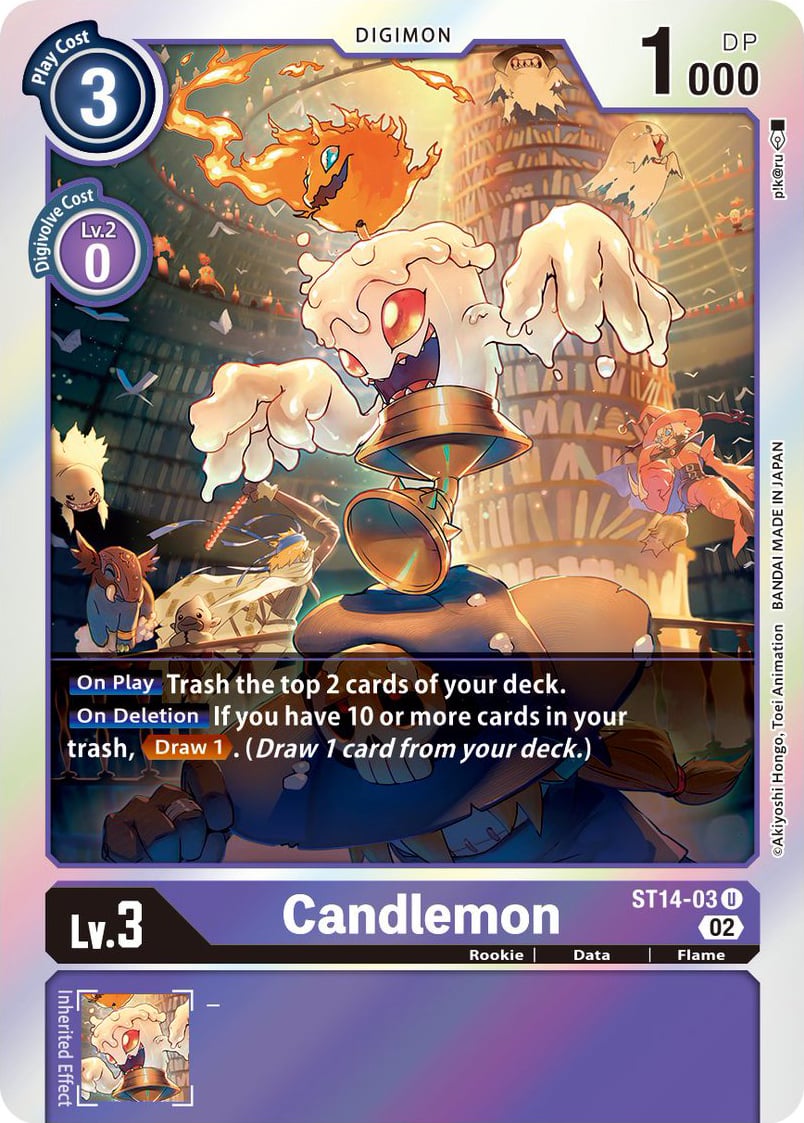 DIGIMON
Play Cost
3
1000
DP
Digivolve Cost
Lv.2
0
p!k@ru
On Play Trash the top 2 cards of your deck.
On Deletion If you have 10 or more cards in your
trash, Draw 1. (Draw 1 card from your deck.)
©Akiyoshi Hongo, Toei Animation BANDAI MADE IN JAPAN
Lv.3
Candlemon
ST14-03 U
02
Rookie | Data | Flame
Inherited Effect
–